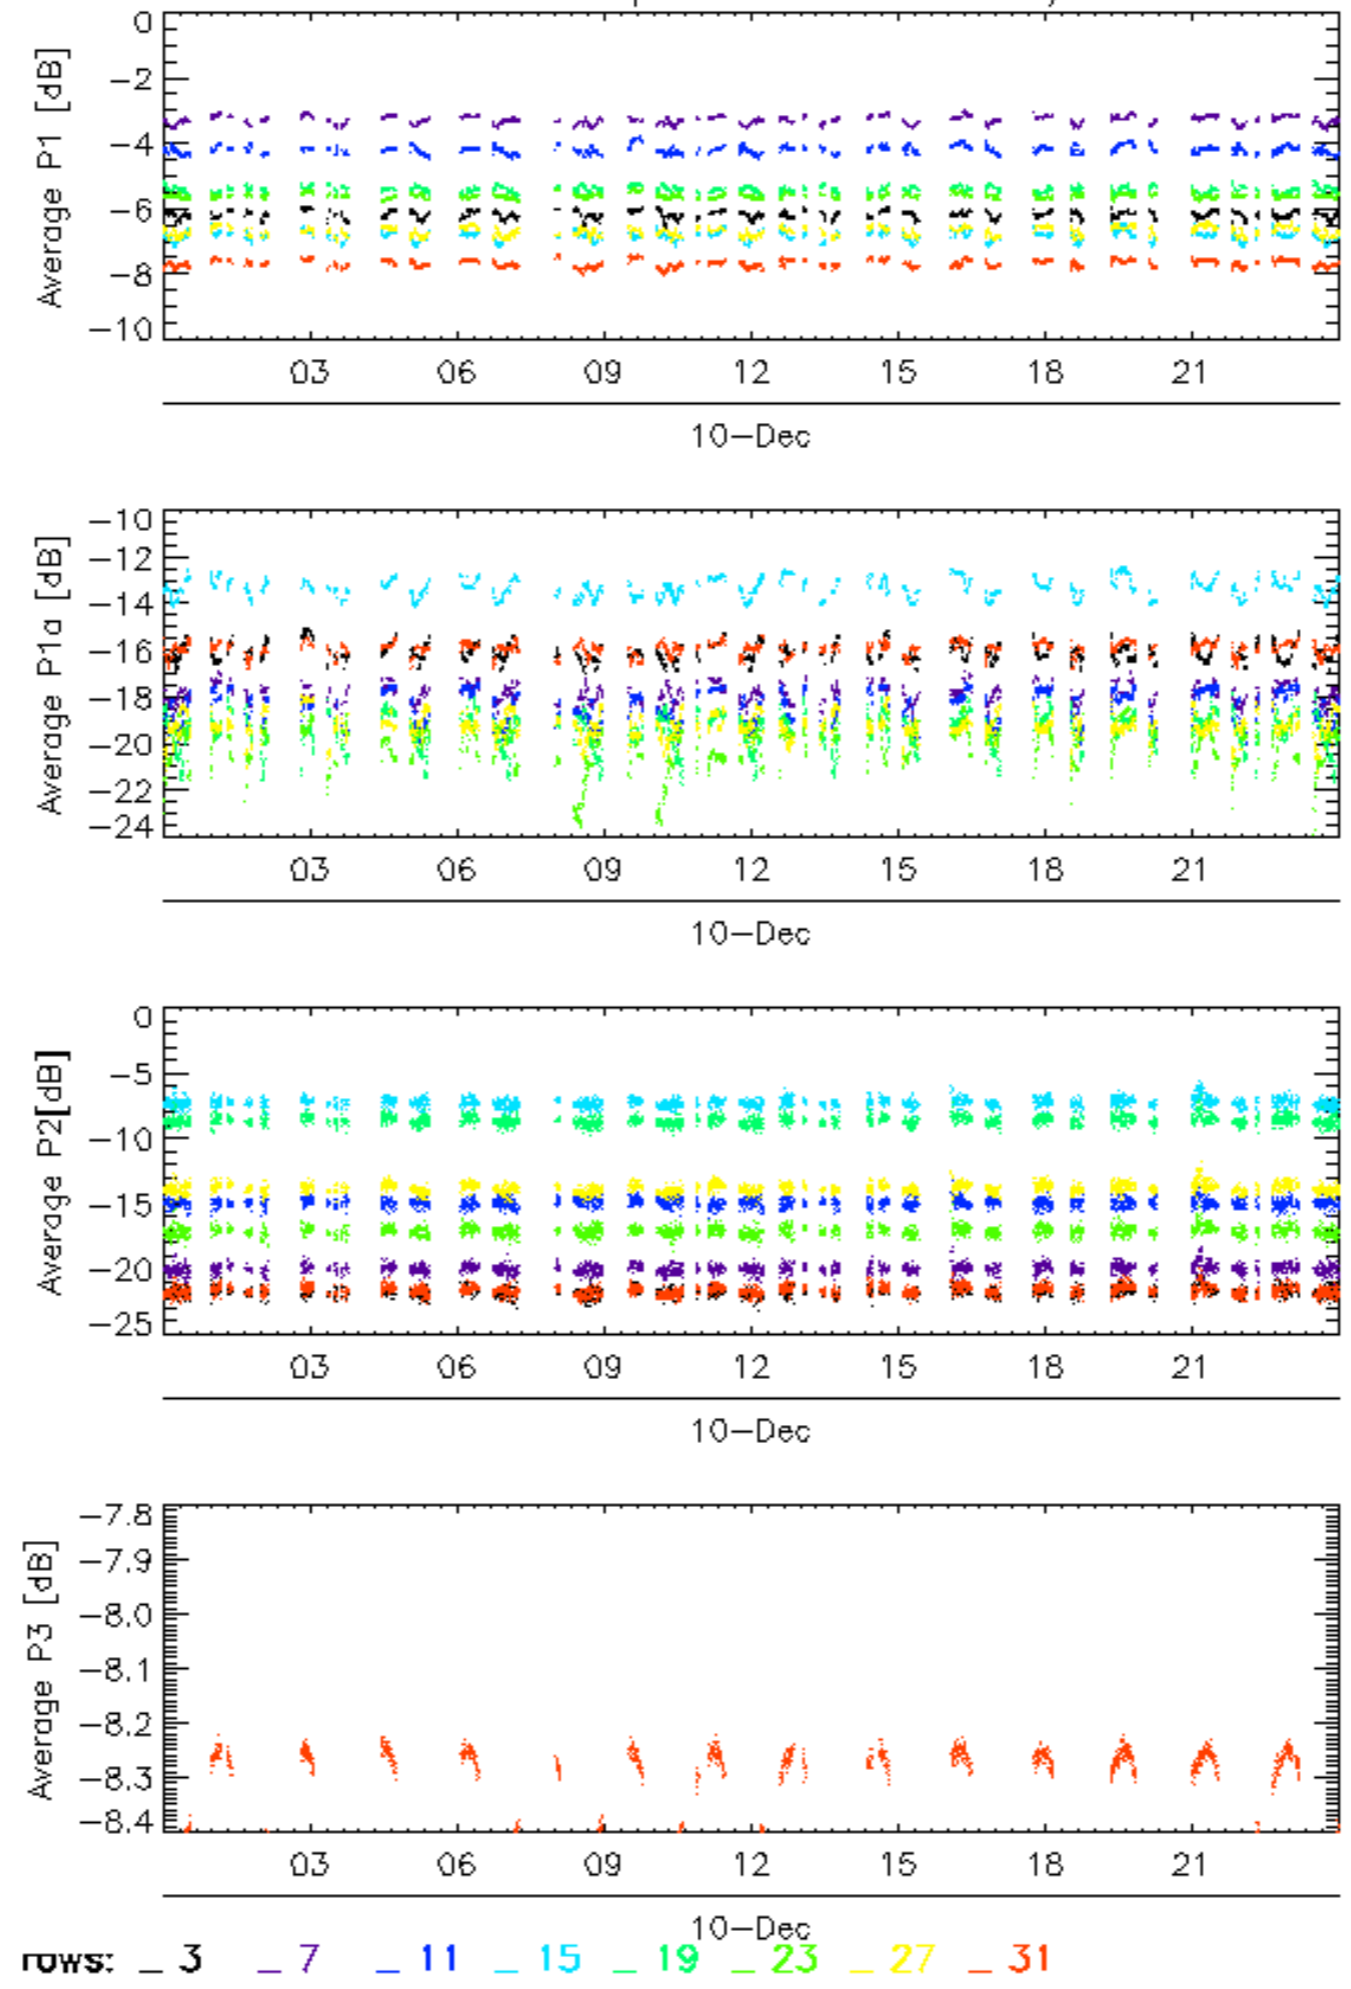 0
-2
-4
-6
-8
-10
Average P1 [dB]
03 06 09 12 15 18 21
10-Dec
-10
-12
-14
-16
-18
-20
-22
-24
Average P1a [dB]
03 06 09 12 15 18 21
10-Dec
0
-5
-10
-15
-20
-25
Average P2[dB]
03 06 09 12 15 18 21
10-Dec
-7.8
-7.9
-8.0
-8.1
-8.2
-8.3
-8.4
Average P3 [dB]
03 06 09 12 15 18 21
10-Dec
rows: _ 3 _ 7 _ 11 _ 15 _ 19 _ 23 _ 27 _ 31